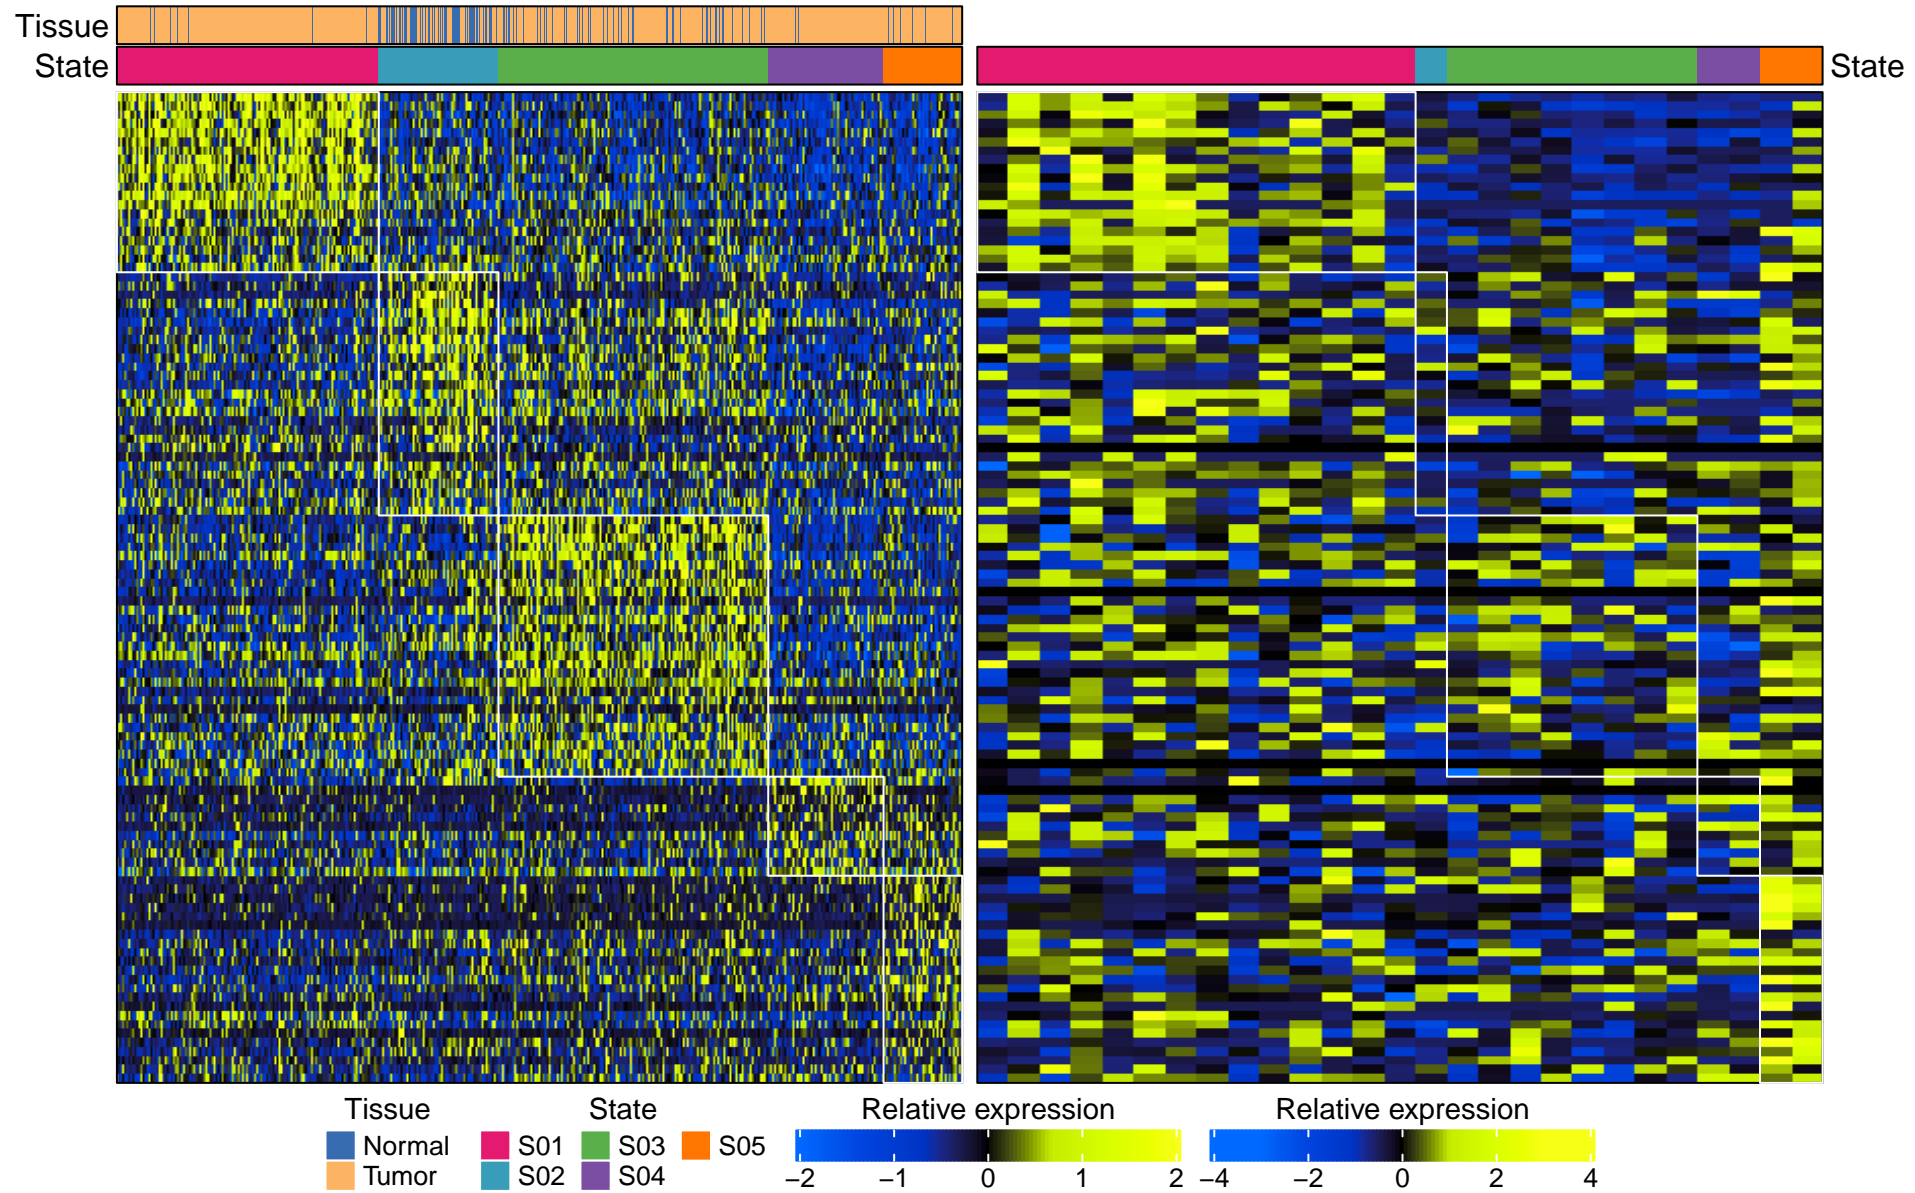 Tissue
State
State
Tissue
State
Relative expression
Relative expression
Normal
S01
S03
S05
Tumor
S02
S04
−2
−1
0
1
2
−4
−2
0
2
4